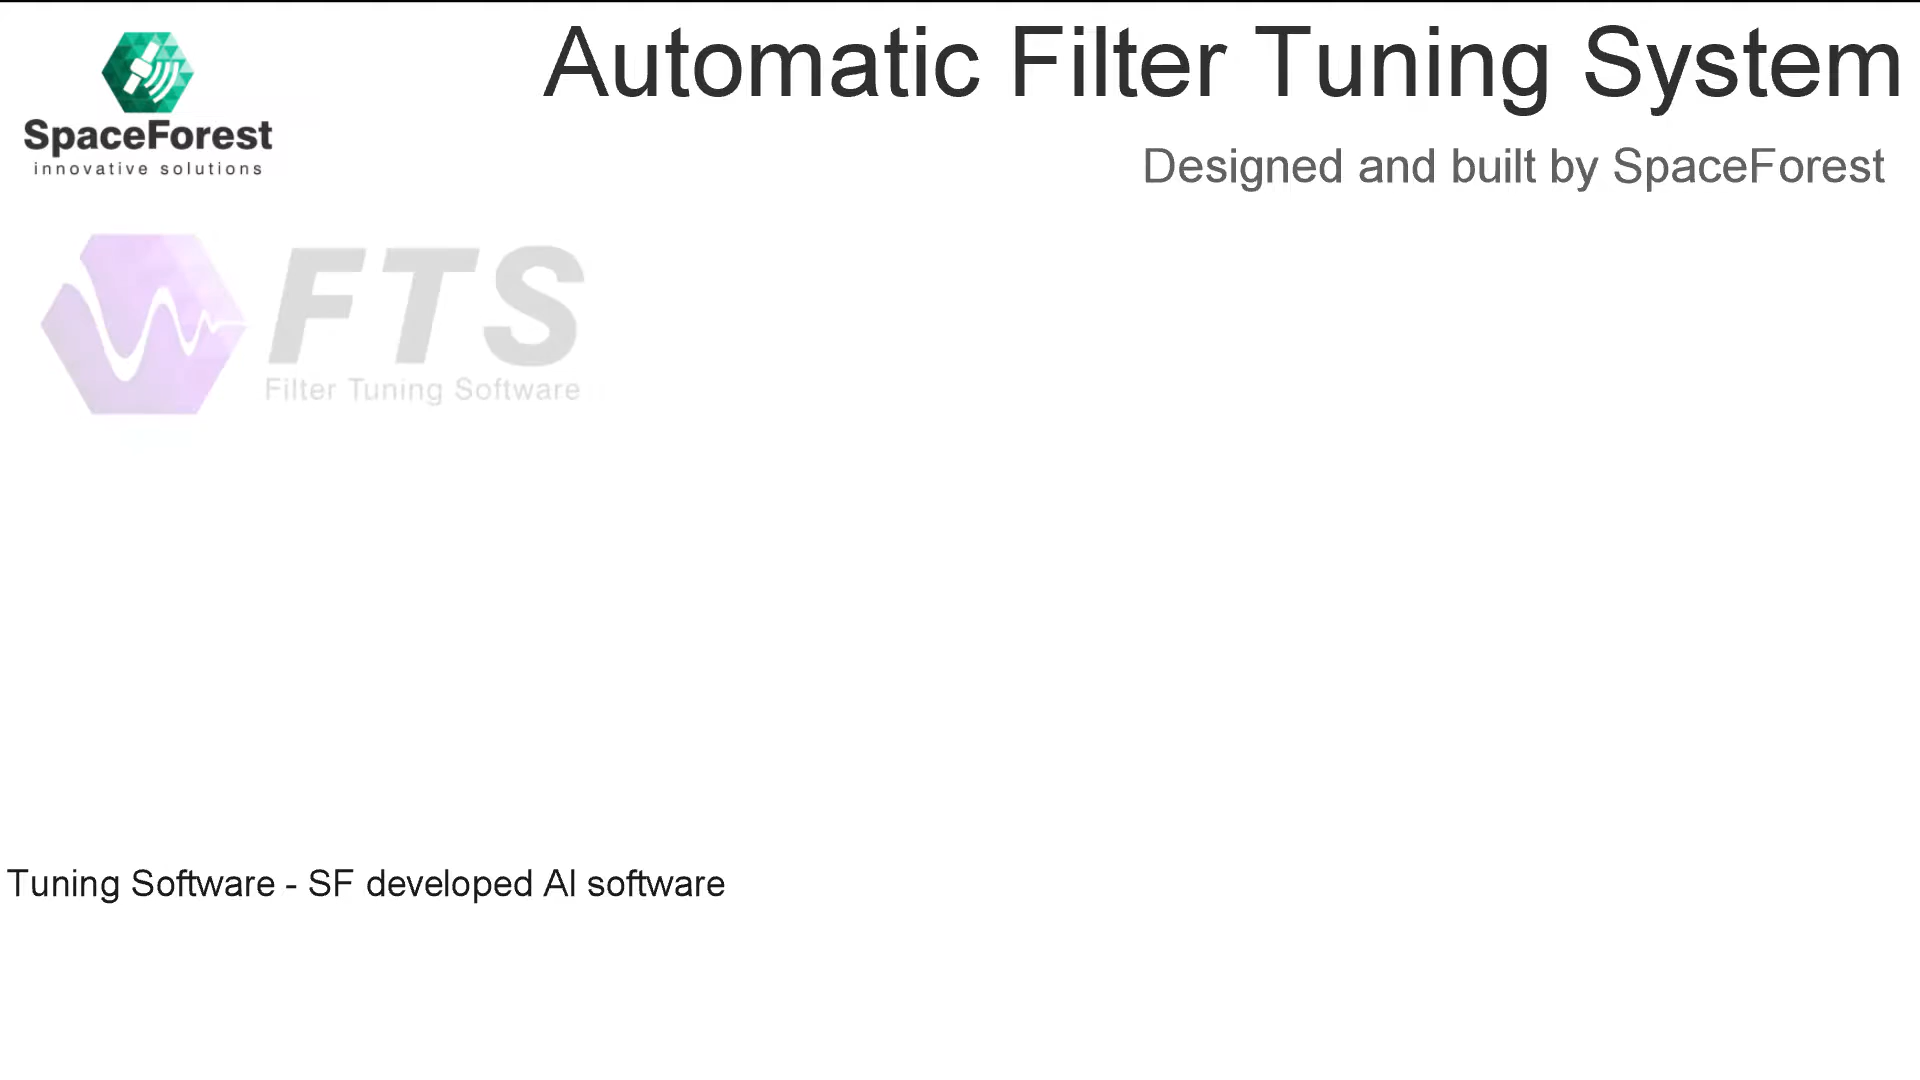 Automatic Filter Tuning System
SpaceForest
innovative solutions
Designed and built by SpaceForest
FTS
Filter Tuning Software
Tuning Software - SF developed AI software